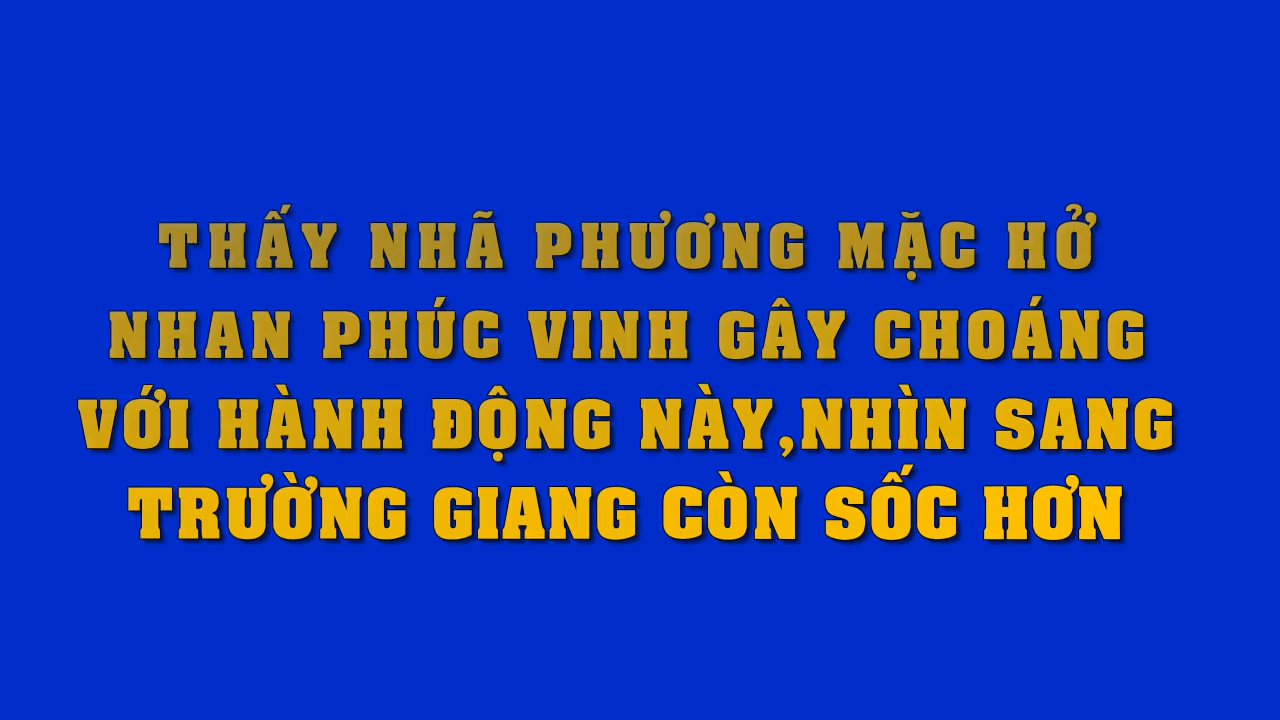 THẤY NHÃ PHƯƠNG MẶC HỞ
NHAN PHÚC VINH GÂY CHOÁNG
VỚI HÀNH ĐỘNG NÀY,NHÌN SANG
TRƯỜNG GIANG CÒN SỐC HƠN